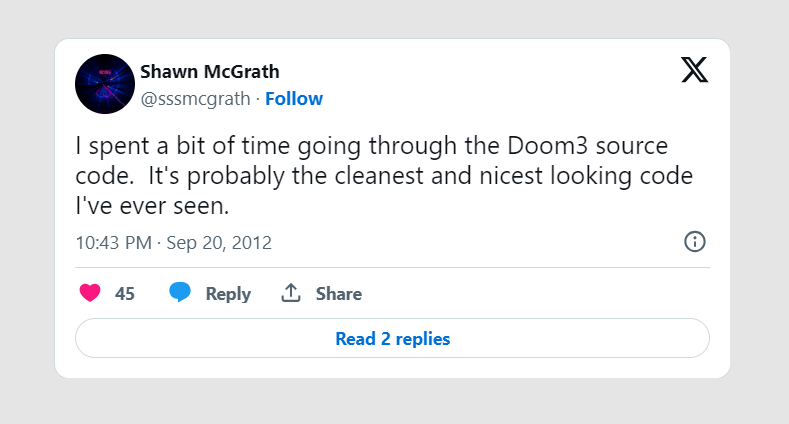 Shawn McGrath
@sssmcgrath · Follow
I spent a bit of time going through the Doom3 source
code.  It's probably the cleanest and nicest looking code
I've ever seen.
10:43 PM · Sep 20, 2012
45 Reply Share
Read 2 replies